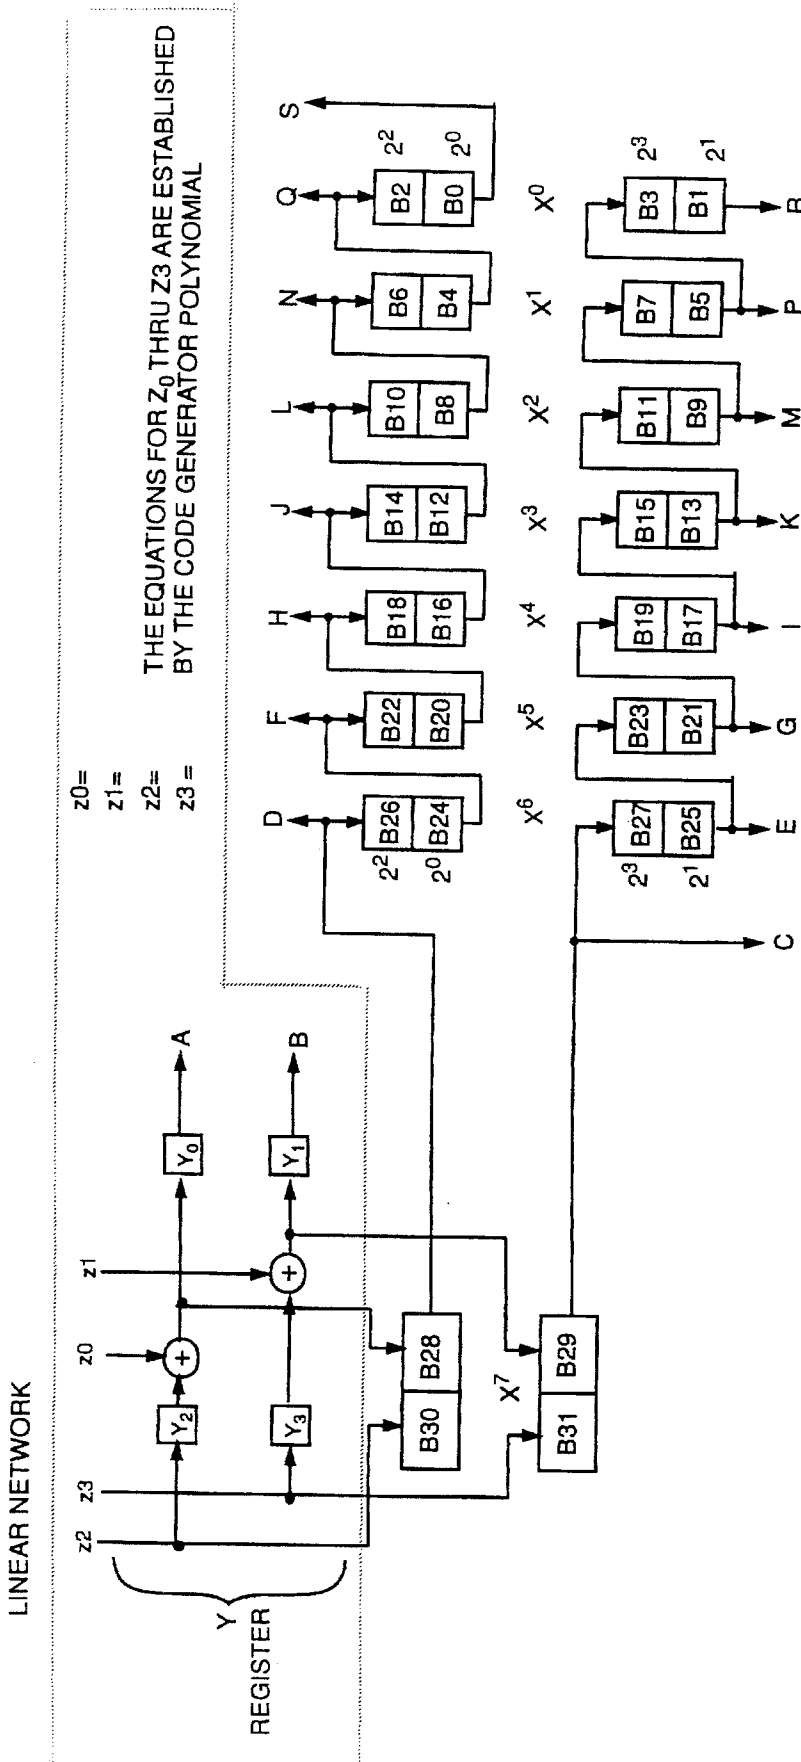 LINEAR NETWORK
z0=
z1=
z2=
z3 =
THE EQUATIONS FOR Z0 THRU Z3 ARE ESTABLISHED
BY THE CODE GENERATOR POLYNOMIAL
z2 z3 z0 z1
Y2 Y0 A
Y3 Y1 B
Y
REGISTER
D F H J L N Q S
B30 B28
2^2 B26 B22 B18 B14 B10 B6 B2 2^2
2^0 B24 B20 B16 B12 B8 B4 B0 2^0
X^7 X^6 X^5 X^4 X^3 X^2 X^1 X^0
B31 B29
2^3 B27 B23 B19 B15 B11 B7 B3 2^3
2^1 B25 B21 B17 B13 B9 B5 B1 2^1
C E G I K M P R